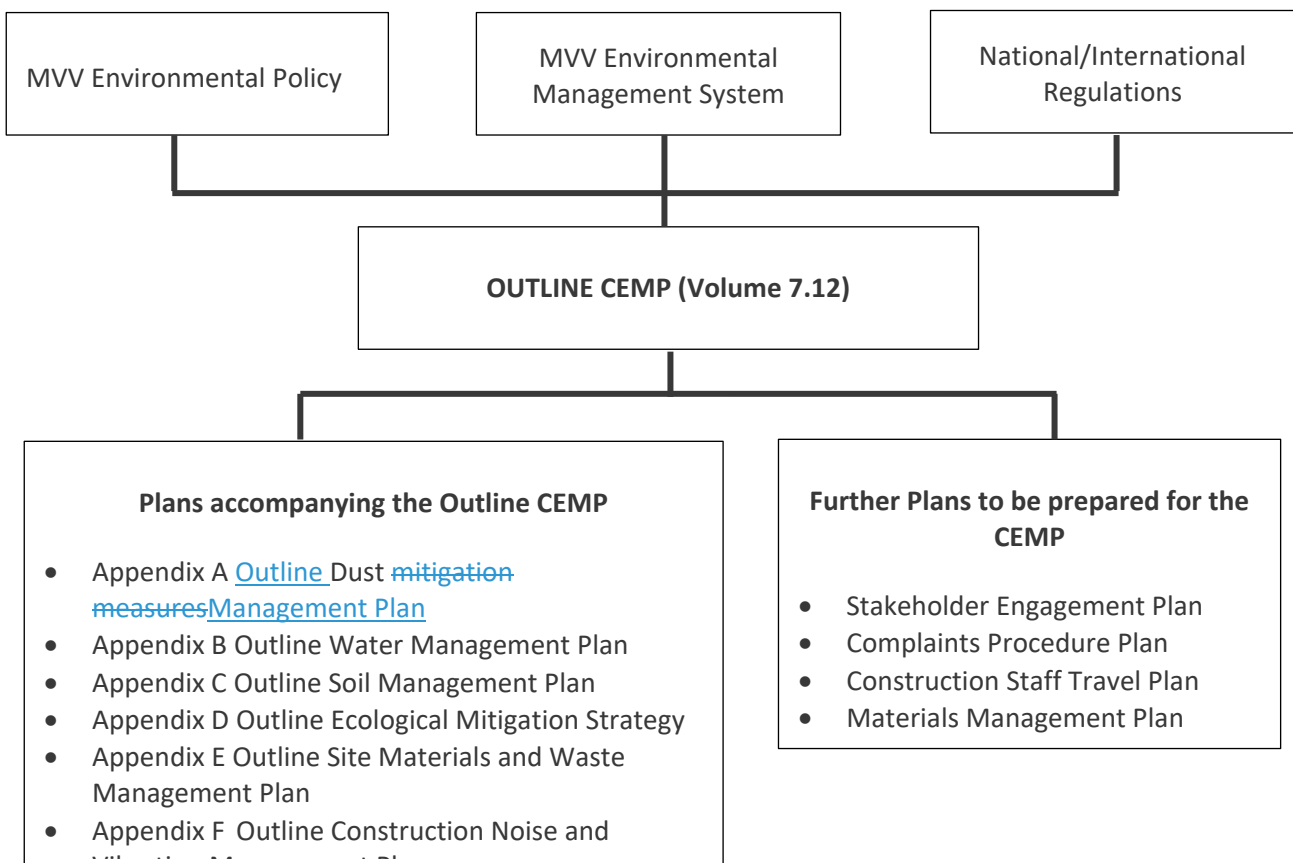 MVV Environmental Policy
MVV Environmental
Management System
National/International
Regulations
OUTLINE CEMP (Volume 7.12)
Plans accompanying the Outline CEMP
• Appendix A Outline Dust mitigation
measuresManagement Plan
• Appendix B Outline Water Management Plan
• Appendix C Outline Soil Management Plan
• Appendix D Outline Ecological Mitigation Strategy
• Appendix E Outline Site Materials and Waste
Management Plan
• Appendix F Outline Construction Noise and
Further Plans to be prepared for the
CEMP
• Stakeholder Engagement Plan
• Complaints Procedure Plan
• Construction Staff Travel Plan
• Materials Management Plan